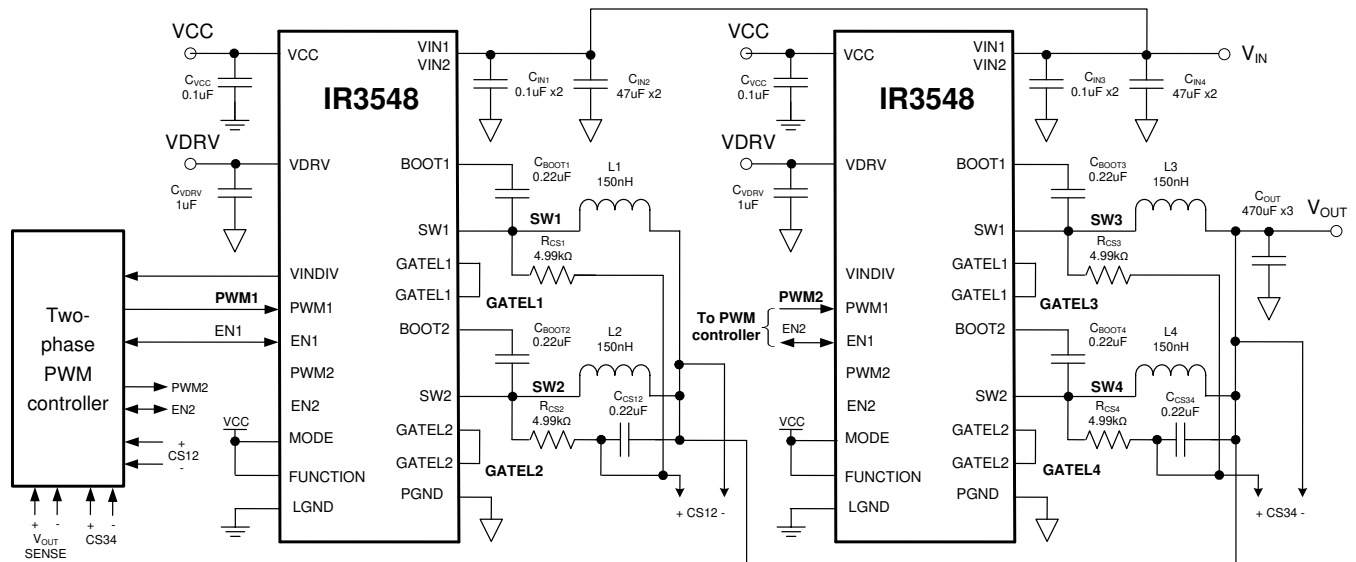 VCC
C_VCC
0.1uF
VDRV
C_VDRV
1uF
Two-
phase
PWM
controller
PWM1
EN1
PWM2
EN2
+
CS12
-
+ -
V_OUT
SENSE
+ -
CS34
VCC
IR3548
VCC
VDRV
VINDIV
PWM1
EN1
PWM2
EN2
MODE
FUNCTION
LGND
VIN1
VIN2
BOOT1
SW1
GATEL1
GATEL1
BOOT2
SW2
GATEL2
GATEL2
PGND
C_IN1
0.1uF x2
C_IN2
47uF x2
C_BOOT1
0.22uF
L1
150nH
SW1
R_CS1
4.99kΩ
GATEL1
C_BOOT2
0.22uF
L2
150nH
SW2
R_CS2
4.99kΩ
C_CS12
0.22uF
GATEL2
+ CS12 -
VCC
C_VCC
0.1uF
VDRV
C_VDRV
1uF
To PWM
controller
PWM2
EN2
VCC
IR3548
VCC
VDRV
VINDIV
PWM1
EN1
PWM2
EN2
MODE
FUNCTION
LGND
VIN1
VIN2
BOOT1
SW1
GATEL1
GATEL1
BOOT2
SW2
GATEL2
GATEL2
PGND
V_IN
C_IN3
0.1uF x2
C_IN4
47uF x2
C_BOOT3
0.22uF
L3
150nH
SW3
R_CS3
4.99kΩ
GATEL3
C_OUT
470uF x3
V_OUT
C_BOOT4
0.22uF
L4
150nH
SW4
R_CS4
4.99kΩ
C_CS34
0.22uF
GATEL4
+ CS34 -